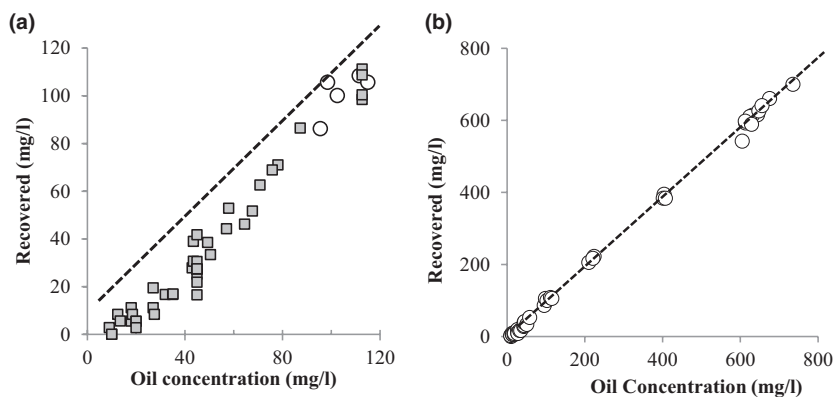 (a)
Recovered (mg/l)
120
100
80
60
40
20
0
0 40 80 120
Oil concentration (mg/l)
(b)
Recovered (mg/l)
800
600
400
200
0
0 200 400 600 800
Oil Concentration (mg/l)